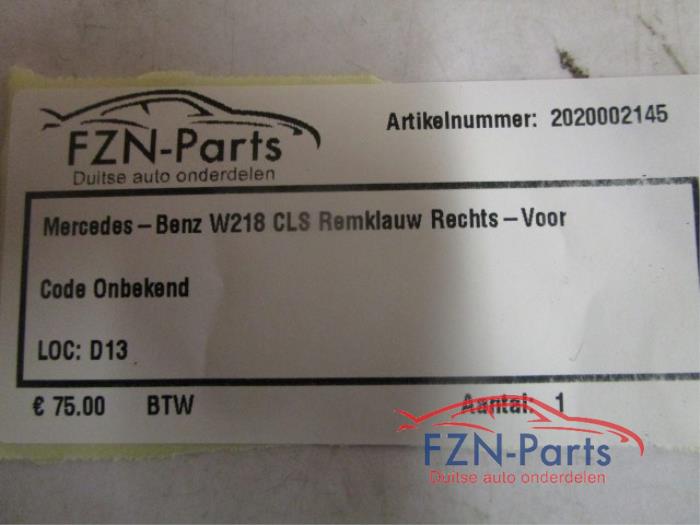 FZN-Parts
Duitse auto onderdelen
Artikelnummer: 2020002145
Mercedes-Benz W218 CLS Remklauw Rechts-Voor
Code Onbekend
LOC: D13
€ 75.00 BTW Aantal: 1
FZN-Parts
Duitse auto onderdelen